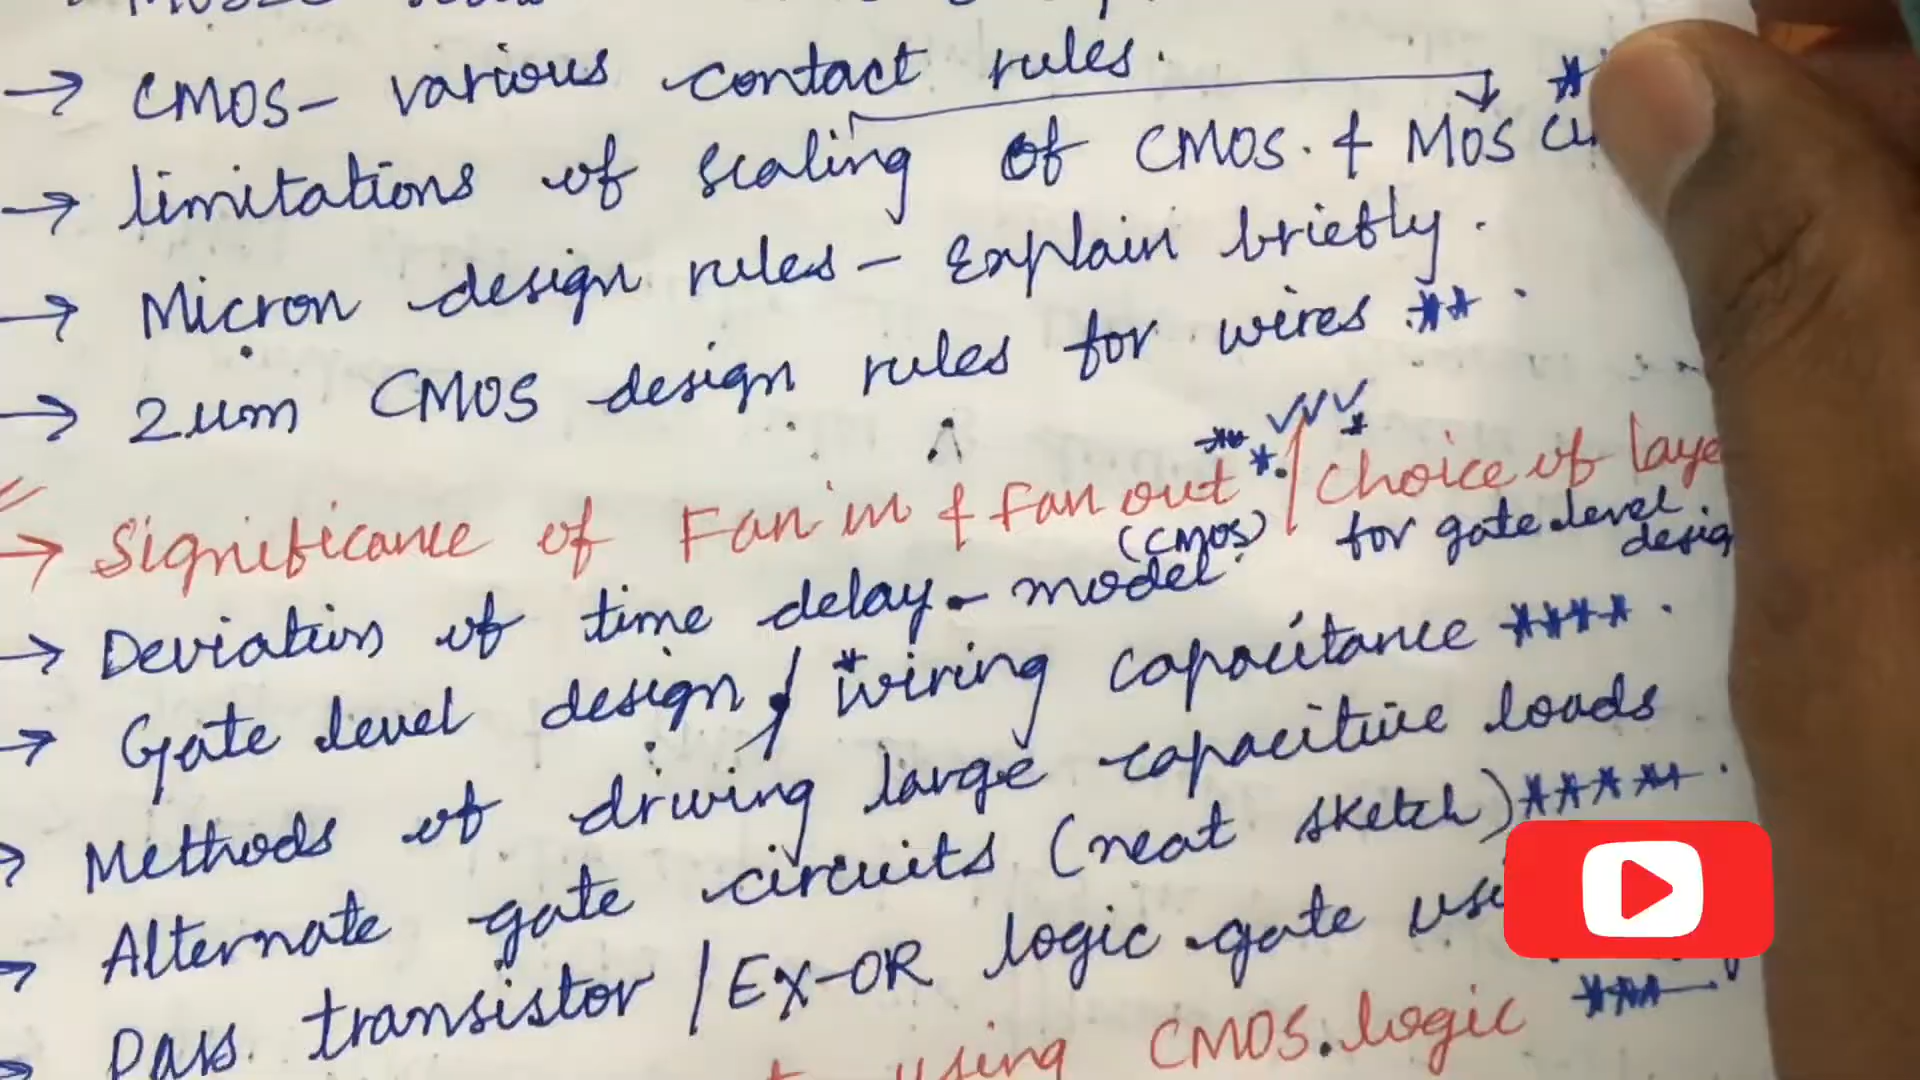 → CMOS - various contact rules.
→ limitations of scaling of CMOS. & MOS
→ Micron design rules - Explain briefly.
→ 2um CMOS design rules for wires **.
→ Significance of Fan in & Fan out / Choice of laye
(CMOS) for gate level desig
→ Deviation of time delay - model.
→ Gate level design / *wiring capacitance ****.
→ Methods of driving large capacitive loads
→ Alternate gate circuits (neat sketch) *****.
→ Pass transistor / EX-OR logic gate
using CMOS logic ***